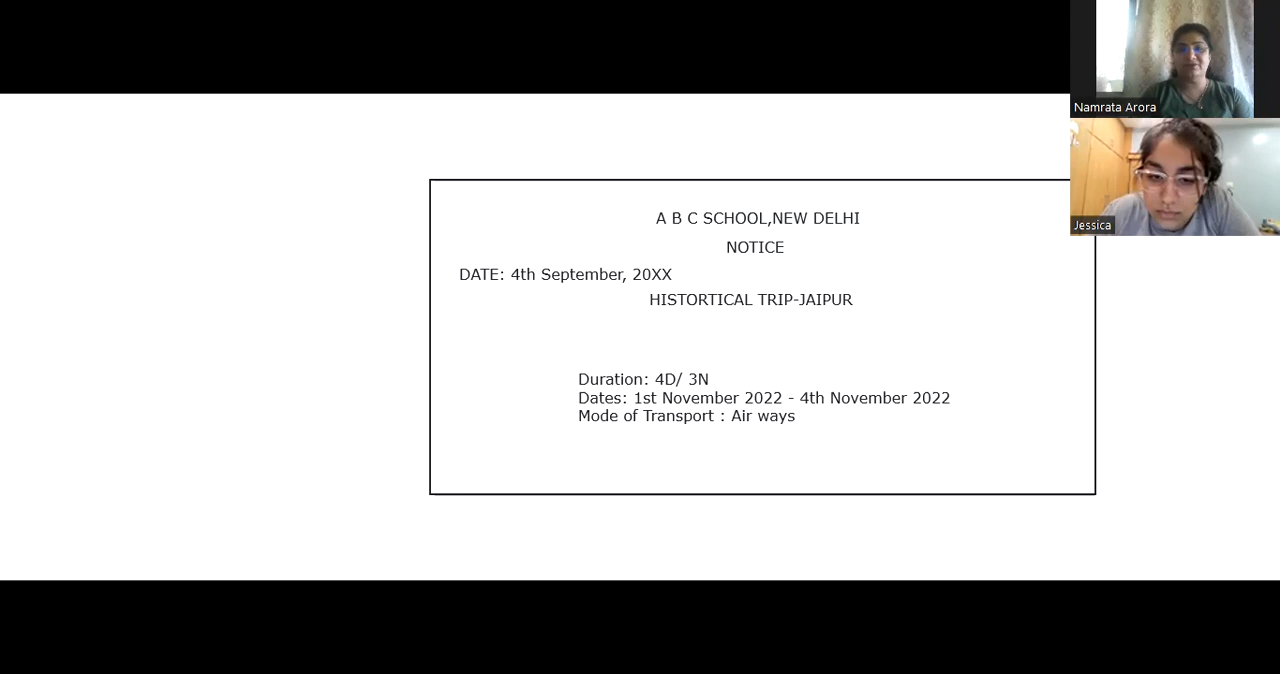 A B C SCHOOL,NEW DELHI
NOTICE
DATE: 4th September, 20XX
HISTORTICAL TRIP-JAIPUR
Duration: 4D/ 3N
Dates: 1st November 2022 - 4th November 2022
Mode of Transport : Air ways
Namrata Arora
Jessica